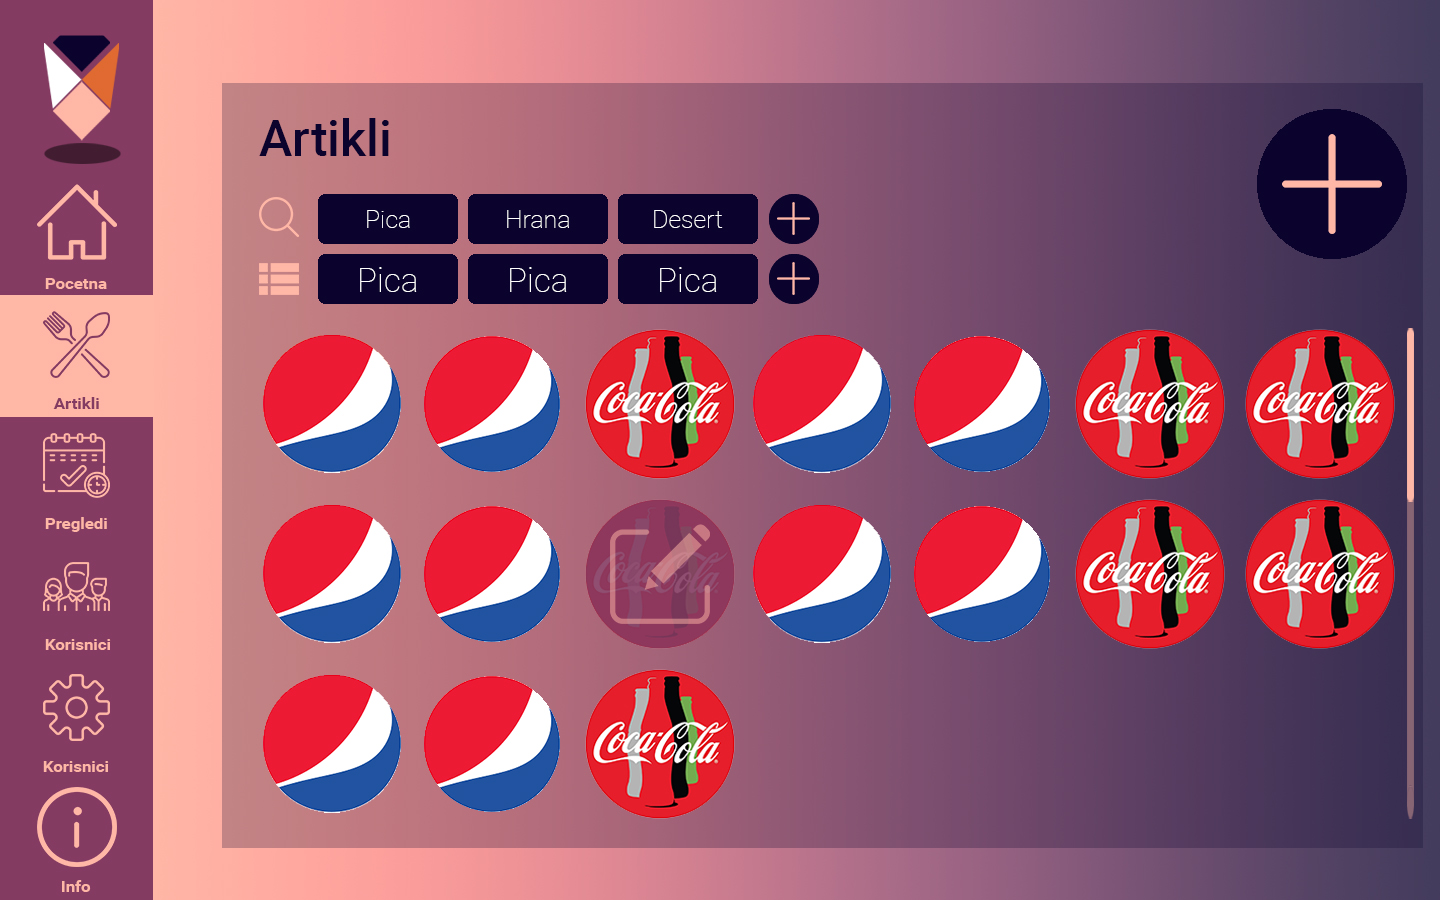 Artikli
Pica Hrana Desert
Pica Pica Pica
Pocetna
Artikli
Pregledi
Korisnici
Korisnici
Info
Coca-Cola Coca-Cola Coca-Cola
Coca-Cola Coca-Cola Coca-Cola
Coca-Cola